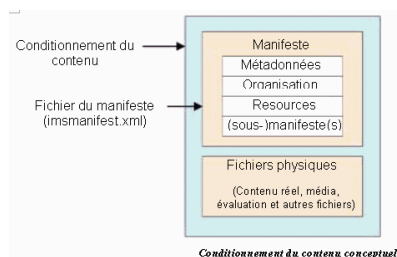 Conditionnement du
contenu
Fichier du manifeste
(imsmanifest.xml)
Manifeste
Métadonnées
Organisation
Resources
(sous-)manifeste(s)
Fichiers physiques
(Contenu réel, média,
évaluation et autres fichiers)
Conditionnement du contenu conceptuel